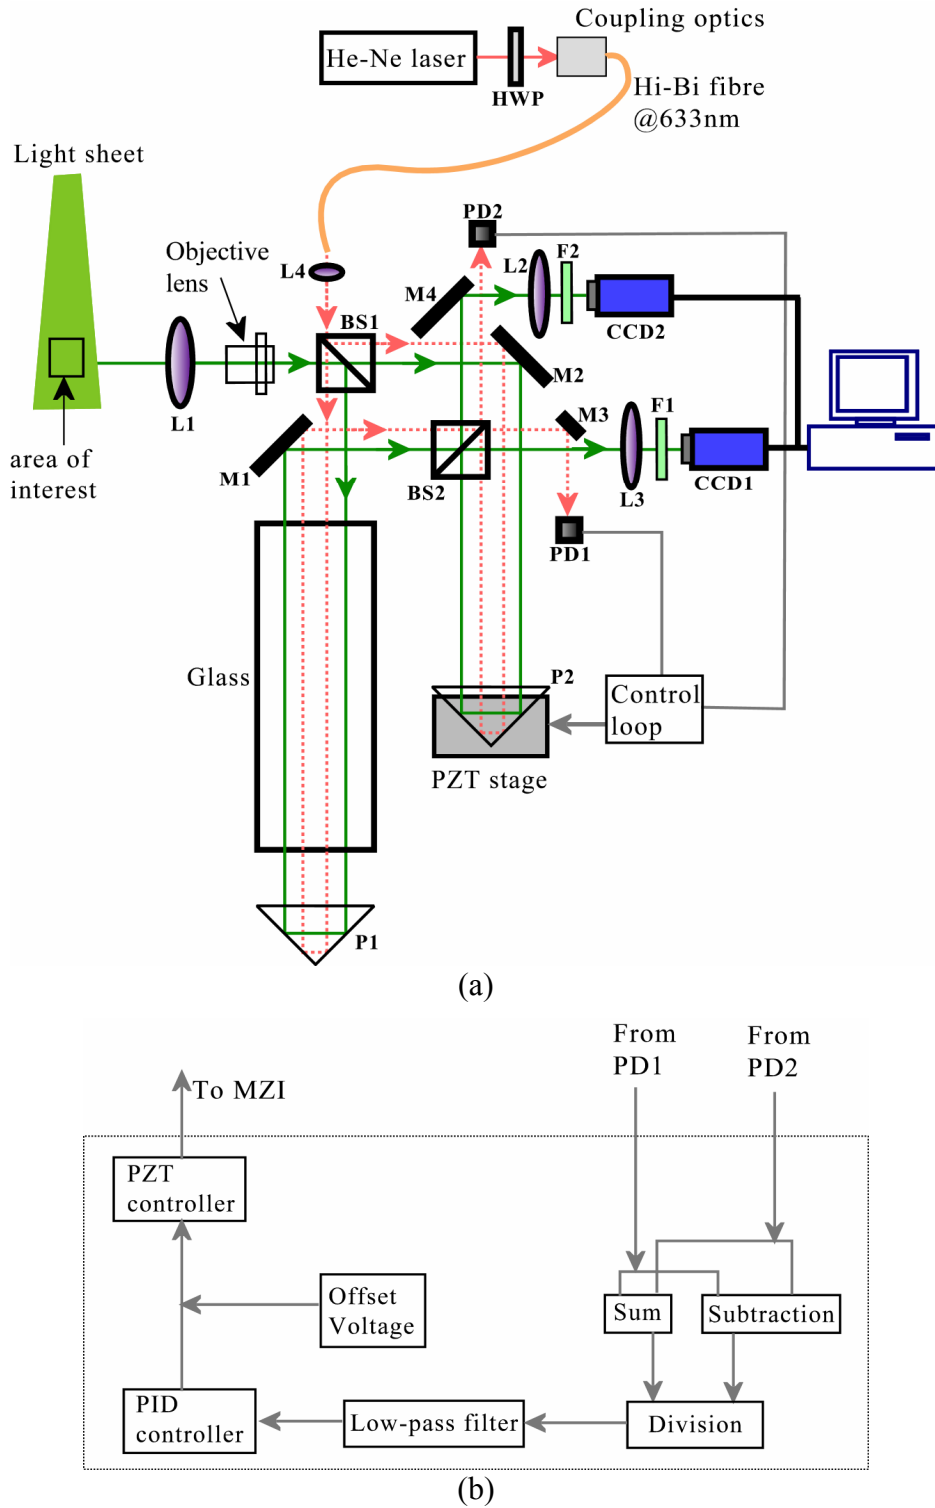 Coupling optics
He-Ne laser
HWP
Hi-Bi fibre
@633nm
Light sheet
PD2
Objective
lens
L4
L2
F2
M4
BS1
CCD2
M2
L1
M3
F1
area of
interest
M1
BS2
L3
CCD1
PD1
Glass
P2
Control
loop
PZT stage
P1
(a)
From
PD1
From
PD2
To MZI
PZT
controller
Offset
Voltage
Sum
Subtraction
PID
controller
Low-pass filter
Division
(b)